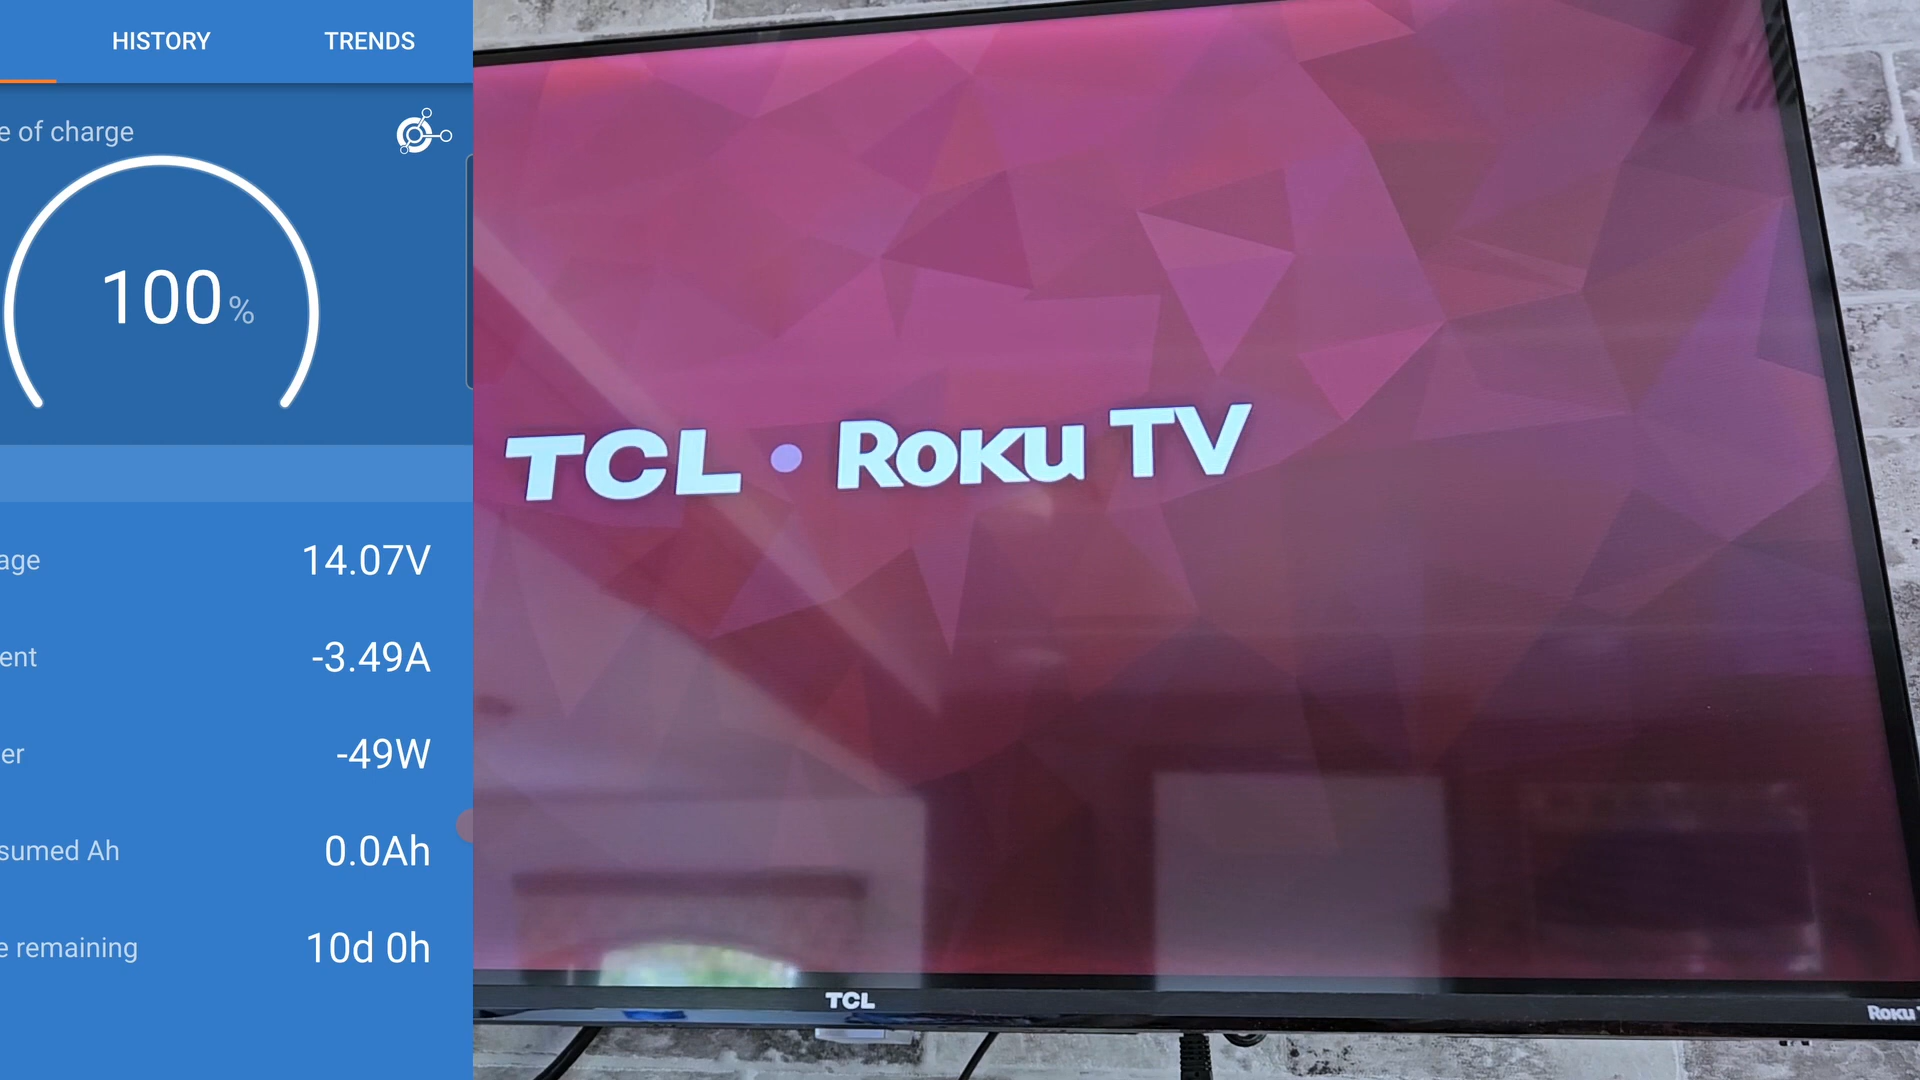 HISTORY TRENDS
e of charge
100%
age 14.07V
ent -3.49A
er -49W
sumed Ah 0.0Ah
e remaining 10d 0h
TCL • Roku TV
TCL
Roku